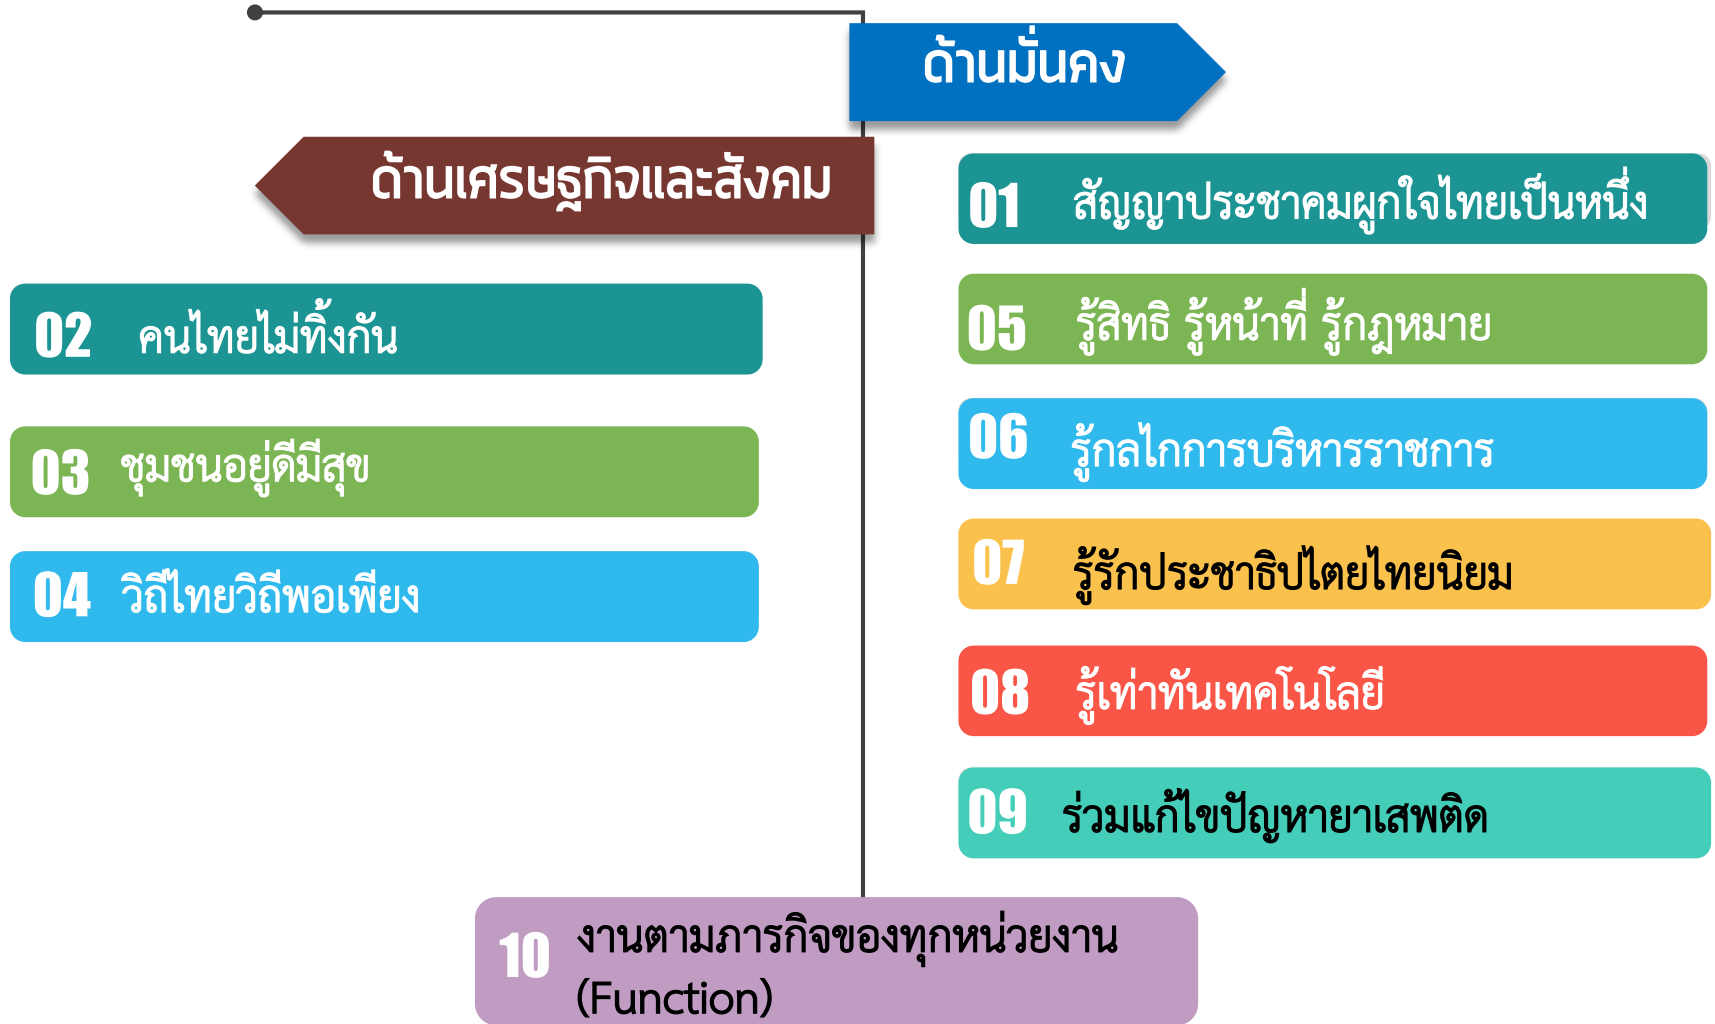 ด้านมั่นคง
ด้านเศรษฐกิจและสังคม
01 สัญญาประชาคมผูกใจไทยเป็นหนึ่ง
02 คนไทยไม่ทิ้งกัน
05 รู้สิทธิ รู้หน้าที่ รู้กฎหมาย
03 ชุมชนอยู่ดีมีสุข
06 รู้กลไกการบริหารราชการ
04 วิถีไทยวิถีพอเพียง
07 รู้รักประชาธิปไตยไทยนิยม
08 รู้เท่าทันเทคโนโลยี
09 ร่วมแก้ไขปัญหายาเสพติด
10 งานตามภารกิจของทุกหน่วยงาน
(Function)